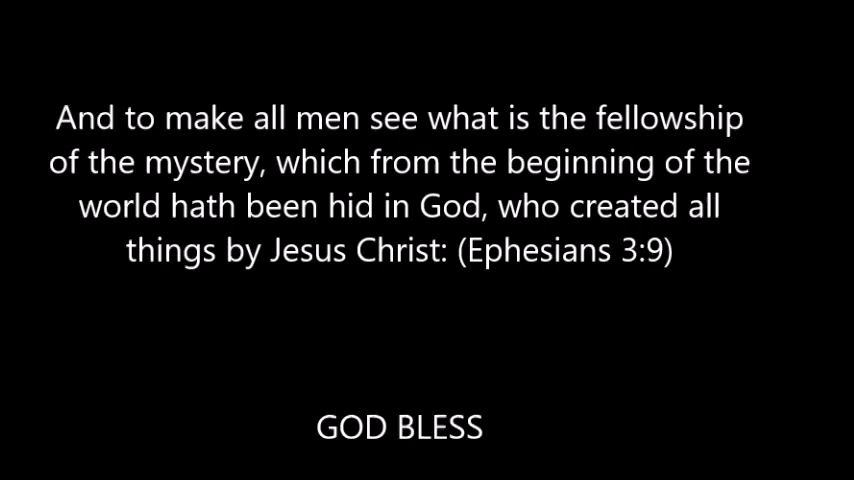 And to make all men see what is the fellowship
of the mystery, which from the beginning of the
world hath been hid in God, who created all
things by Jesus Christ: (Ephesians 3:9)
GOD BLESS